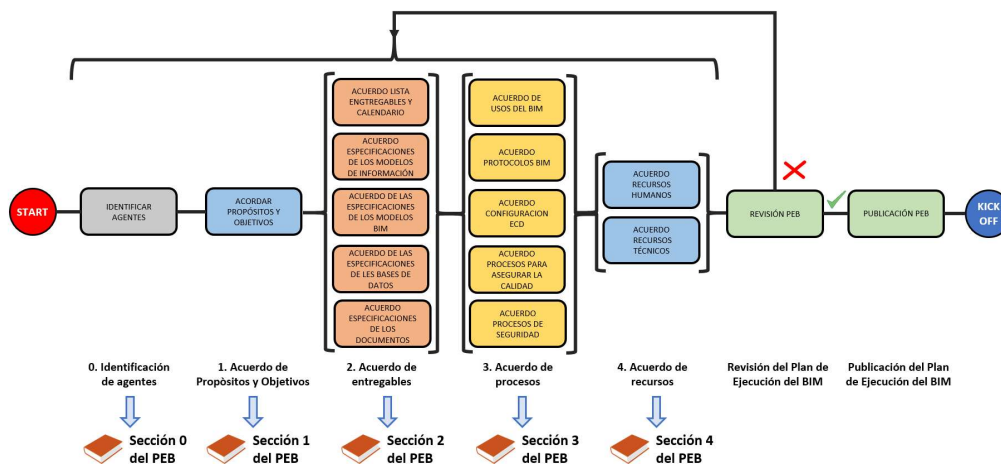 START
IDENTIFICAR
AGENTES
ACORDAR
PROPÓSITOS Y
OBJETIVOS
ACUERDO LISTA
ENGTREGABLES Y
CALENDARIO
ACUERDO
ESPECIFICACIONES
DE LOS MODELOS
DE INFORMACIÓN
ACUERDO DE LAS
ESPECIFICACIONES
DE LOS MODELOS
BIM
ACUERDO DE LAS
ESPECIFICACIONES
DE LES BASES DE
DATOS
ACUERDO
ESPECIFICACIONES
DE LOS
DOCUMENTOS
ACUERDO DE
USOS DEL BIM
ACUERDO
PROTOCOLOS BIM
ACUERDO
CONFIGURACION
ECD
ACUERDO
PROCESOS PARA
ASEGURAR LA
CALIDAD
ACUERDO
PROCESOS DE
SEGURIDAD
ACUERDO
RECURSOS
HUMANOS
ACUERDO
RECURSOS
TÉCNICOS
REVISIÓN PEB
PUBLICACIÓN PEB
KICK
OFF
0. Identificación
de agentes
1. Acuerdo de
Propòsitos y Objetivos
2. Acuerdo de
entregables
3. Acuerdo de
procesos
4. Acuerdo de
recursos
Revisión del Plan de
Ejecución del BIM
Publicación del Plan
de Ejecución del BIM
Sección 0
del PEB
Sección 1
del PEB
Sección 2
del PEB
Sección 3
del PEB
Sección 4
del PEB